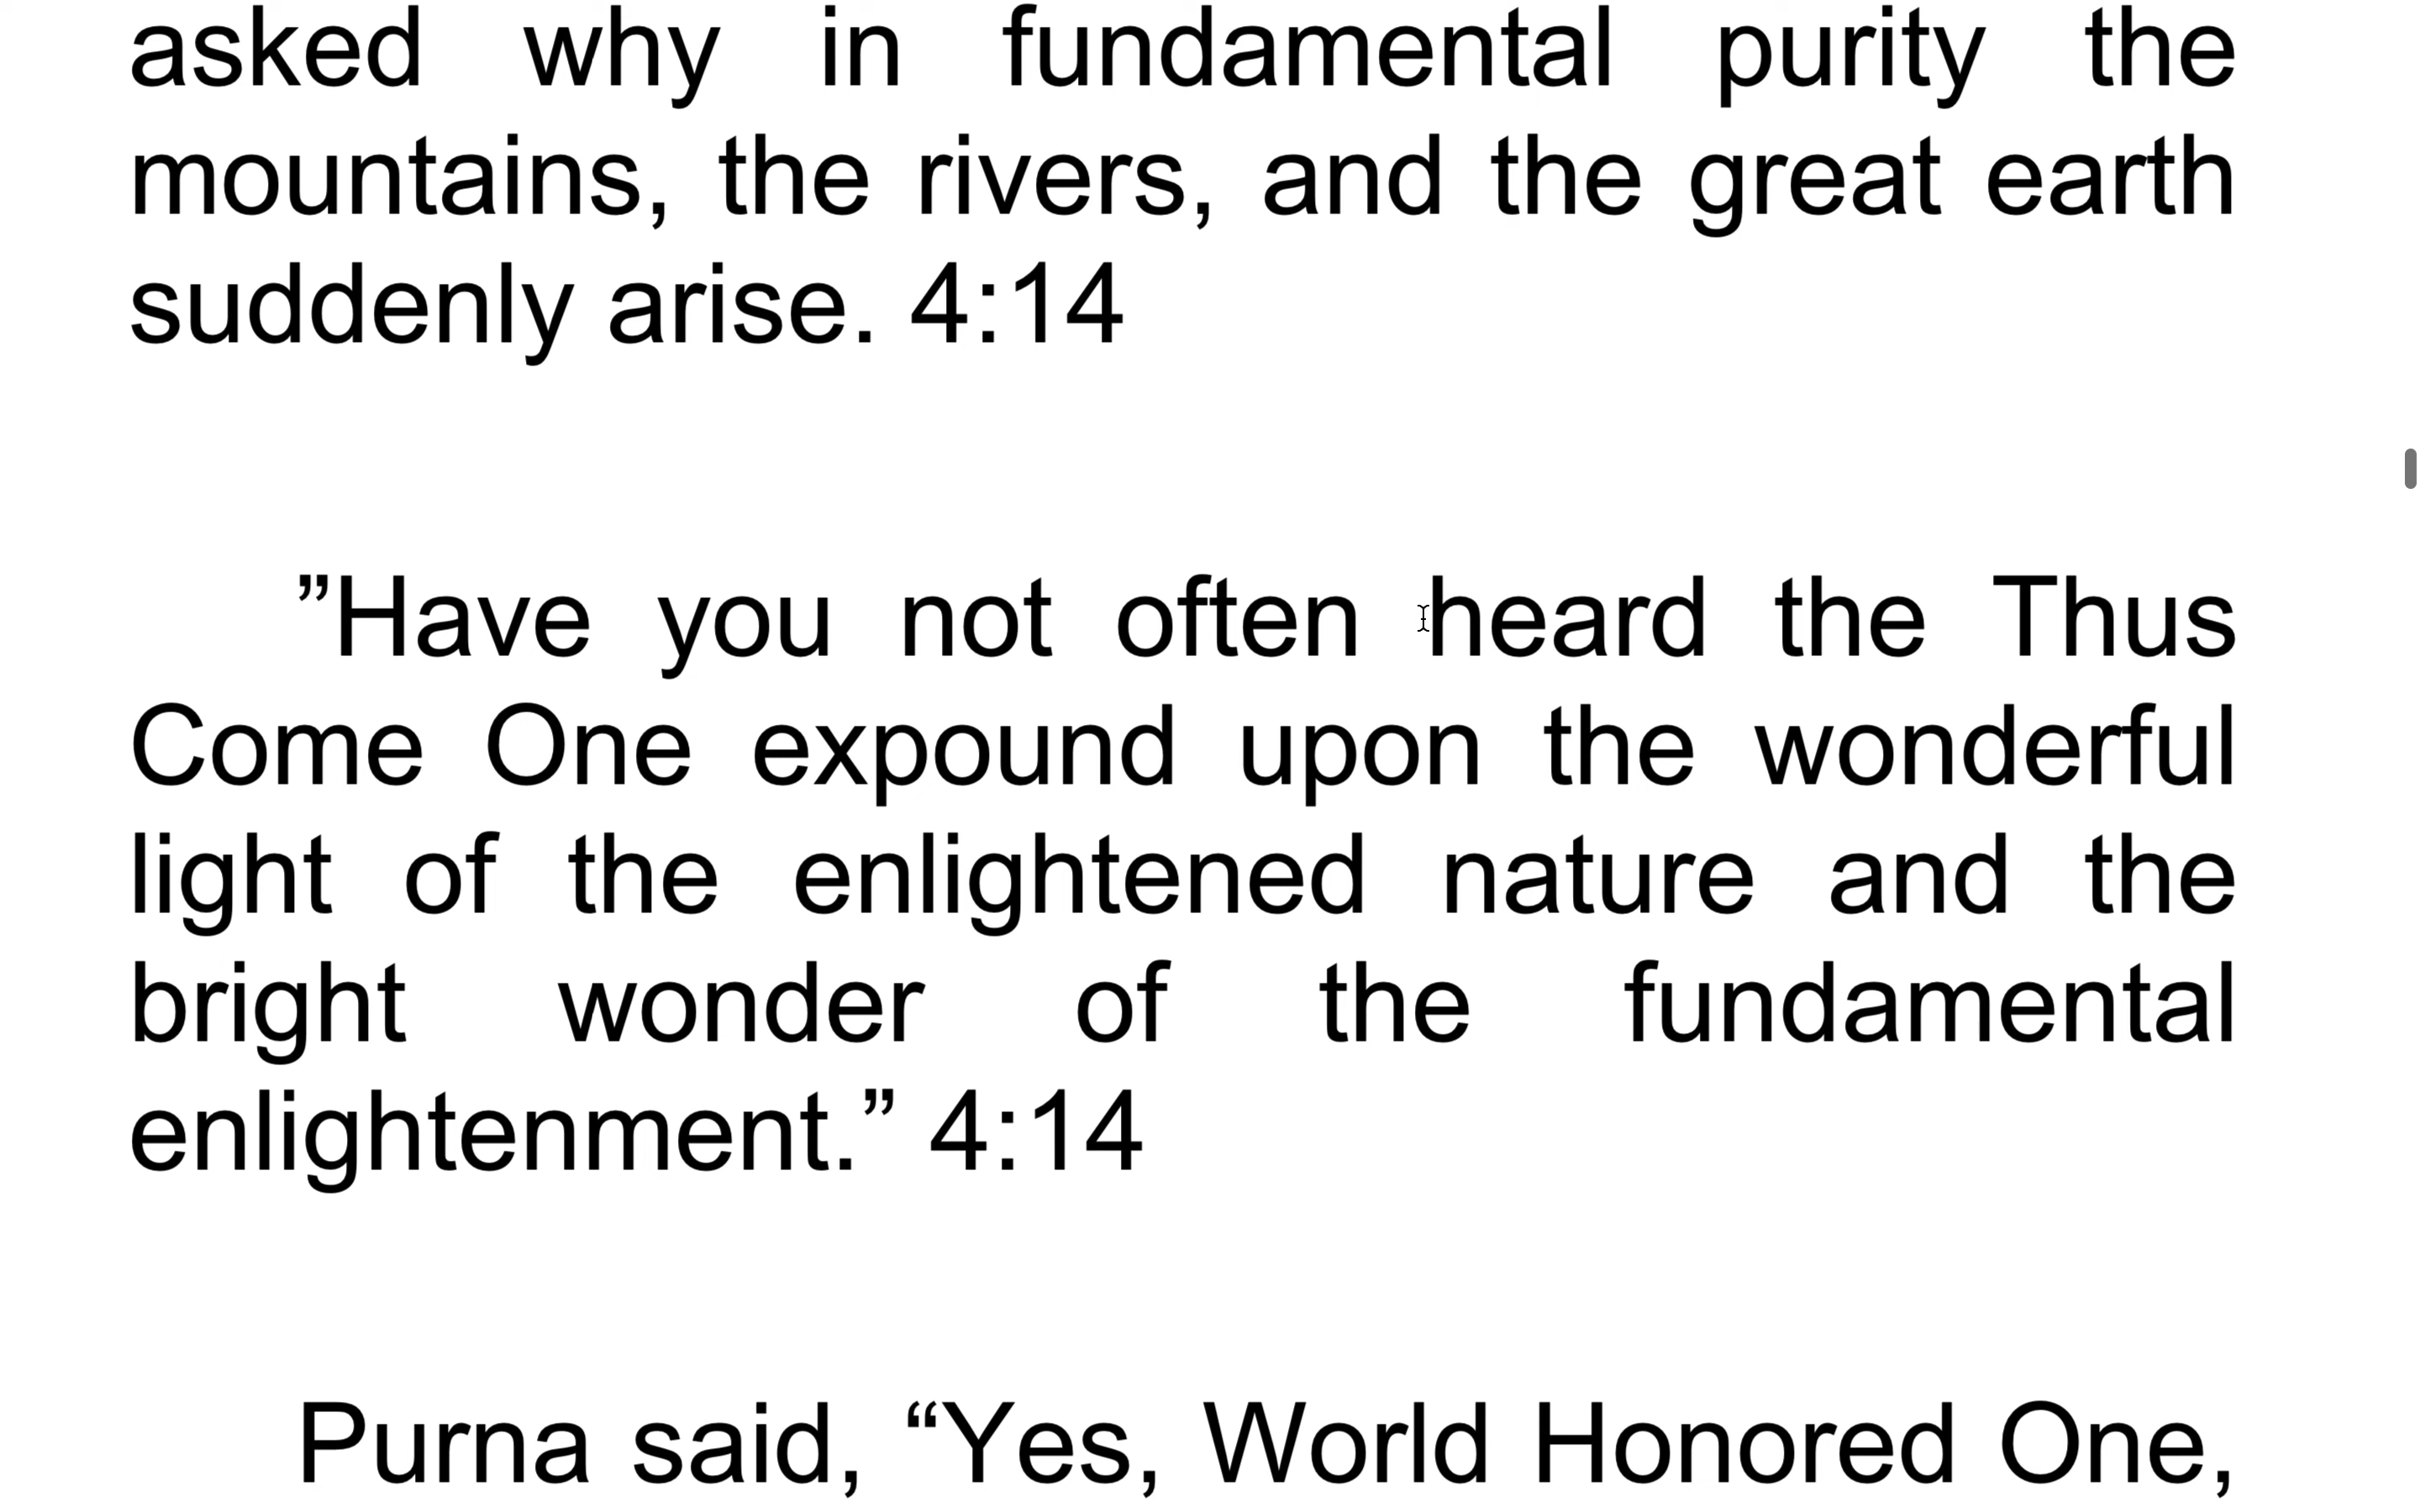 asked why in fundamental purity the
mountains, the rivers, and the great earth
suddenly arise. 4:14
”Have you not often heard the Thus
Come One expound upon the wonderful
light of the enlightened nature and the
bright wonder of the fundamental
enlightenment.” 4:14
Purna said, “Yes, World Honored One,